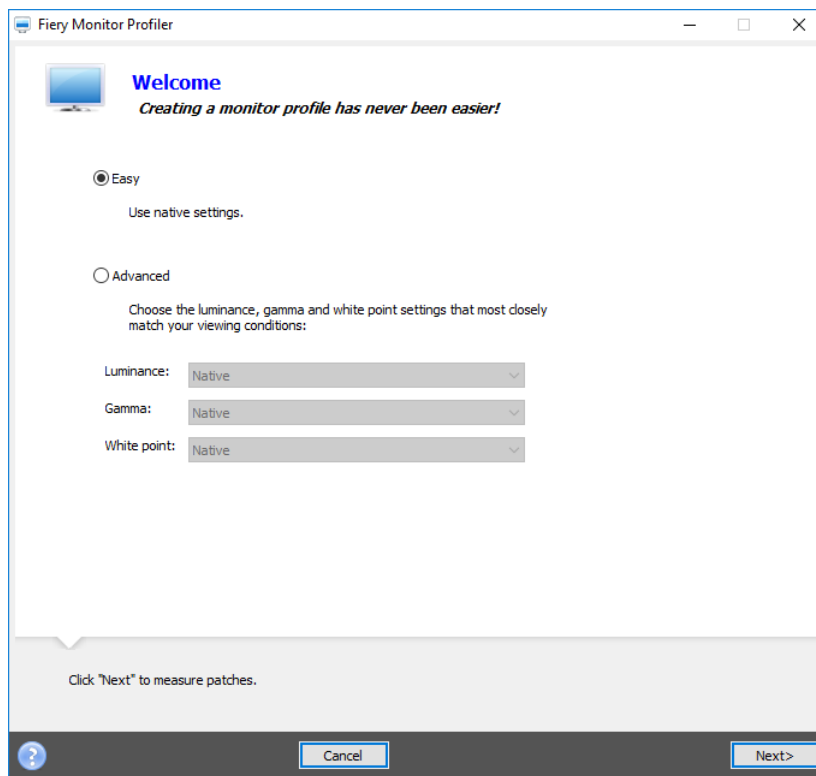 Fiery Monitor Profiler
Welcome
Creating a monitor profile has never been easier!
Easy
Use native settings.
Advanced
Choose the luminance, gamma and white point settings that most closely
match your viewing conditions:
Luminance: Native
Gamma: Native
White point: Native
Click "Next" to measure patches.
? Cancel Next>